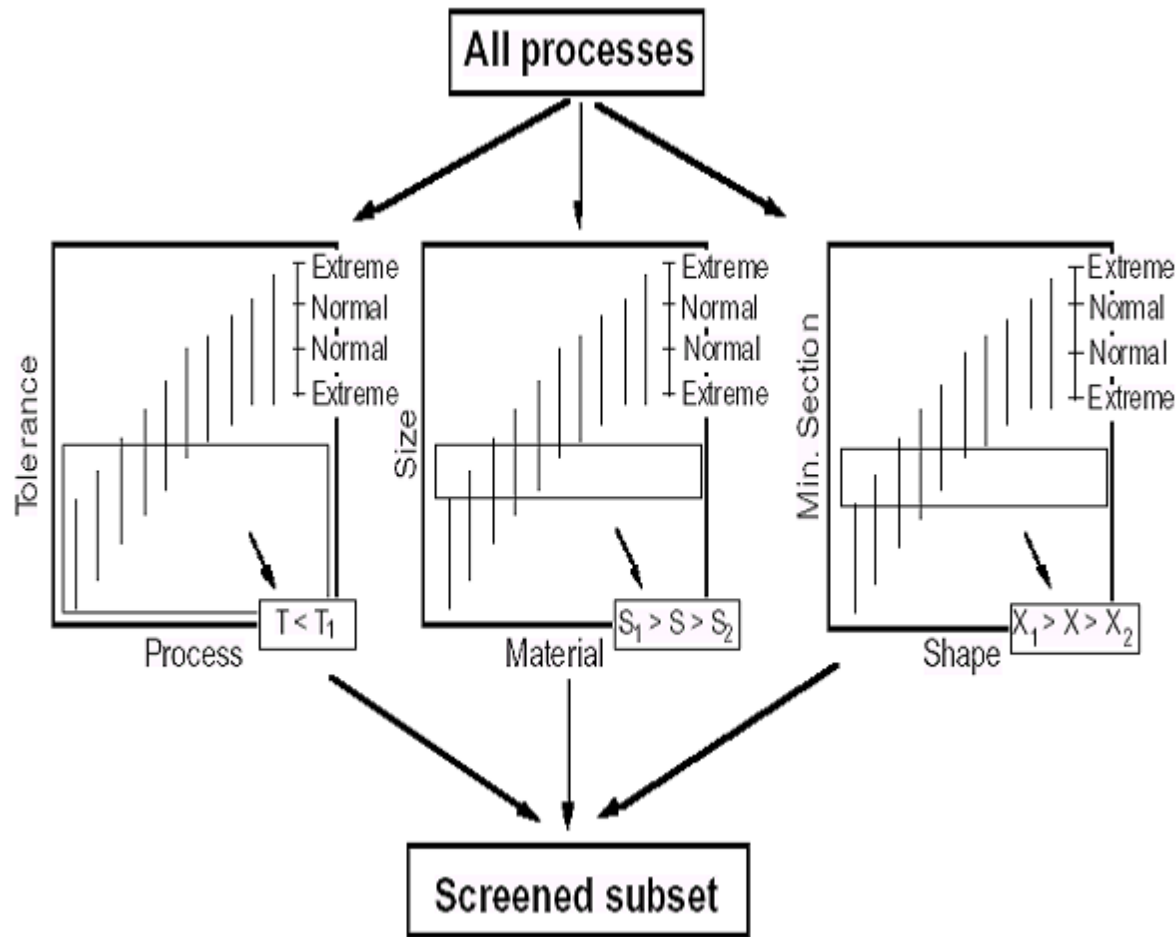 All processes
Tolerance
Extreme
Normal
Normal
Extreme
T < T1
Process
Size
Extreme
Normal
Normal
Extreme
S1 > S > S2
Material
Min. Section
Extreme
Normal
Normal
Extreme
X1 > X > X2
Shape
Screened subset